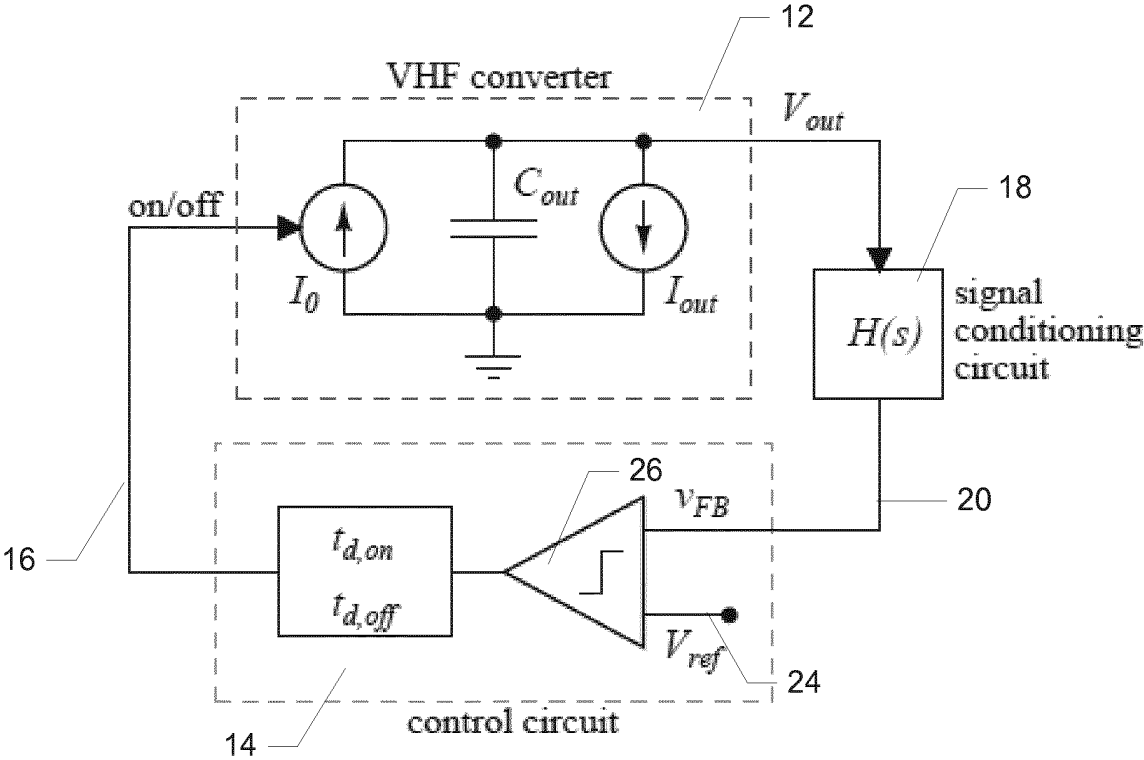 12
VHF converter
Vout
Cout
on/off
18
I0
Iout
H(s)
signal
conditioning
circuit
26
vFB
20
16
td,on
td,off
Vref
24
control circuit
14